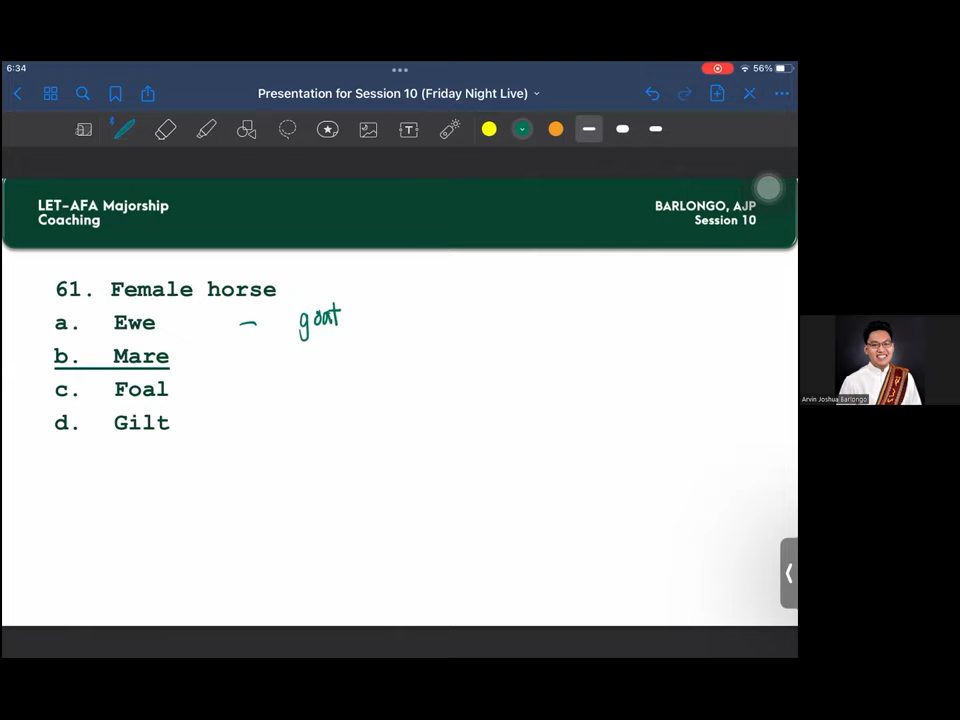 6:34
56%
Presentation for Session 10 (Friday Night Live)
LET-AFA Majorship
Coaching
BARLONGO, AJP
Session 10
61. Female horse
a. Ewe - goat
b. Mare
c. Foal
d. Gilt
Arvin Joshua Barlongo